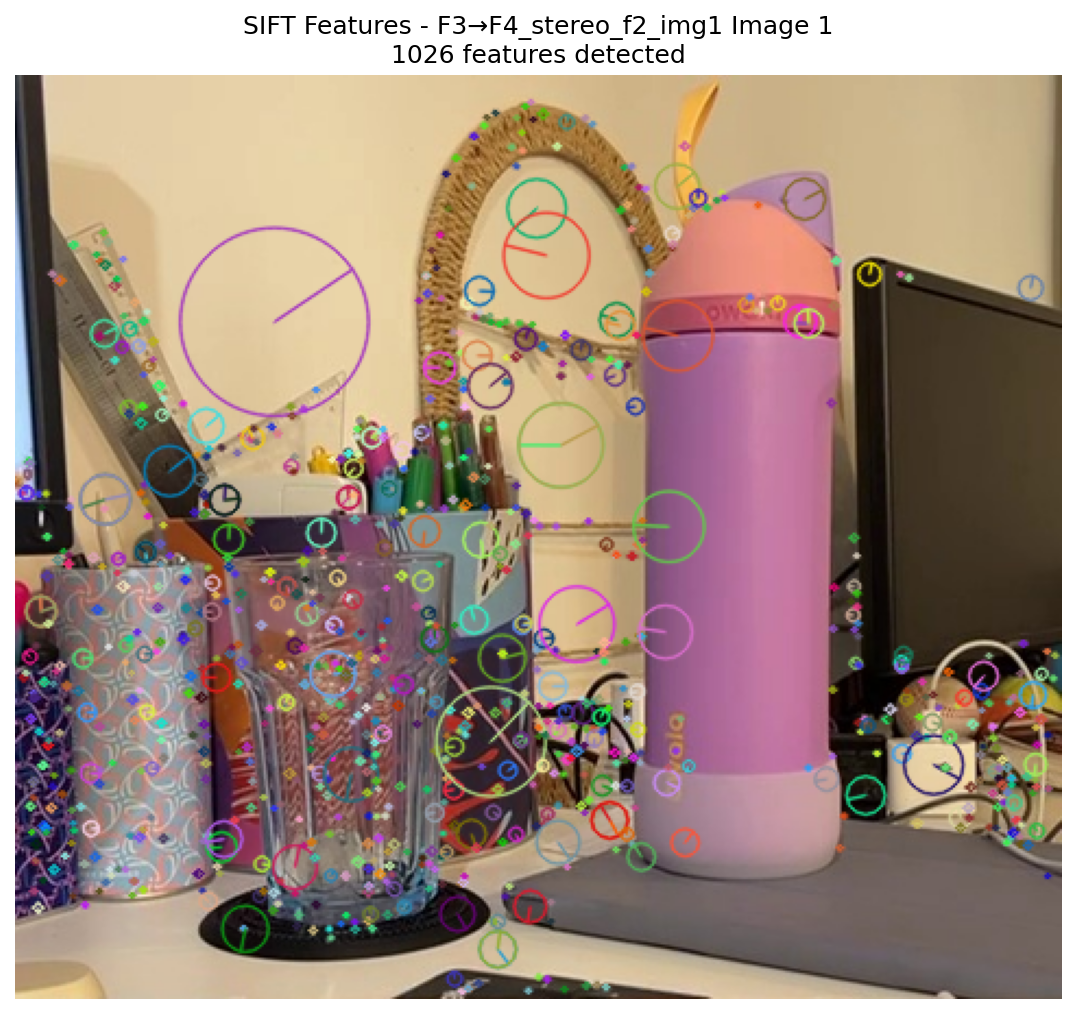 SIFT Features - F3→F4_stereo_f2_img1 Image 1
1026 features detected